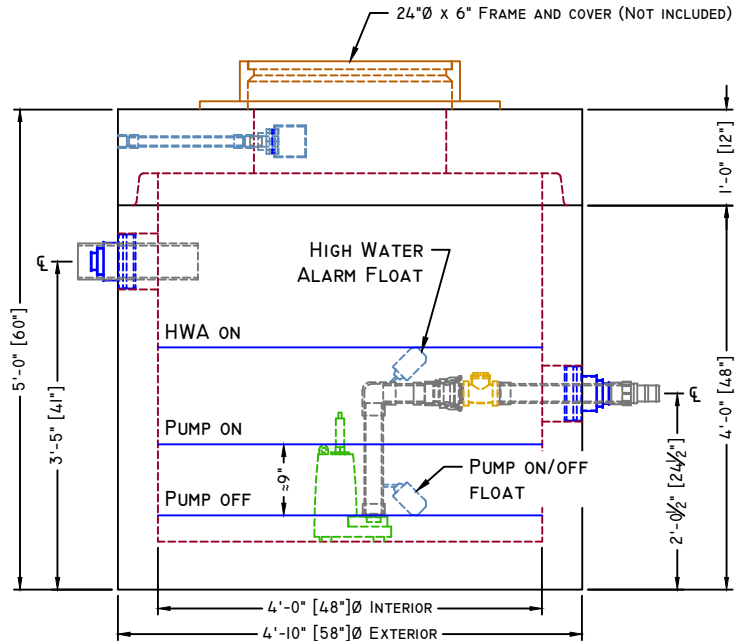 24"Ø x 6" Frame and cover (Not included)
1'-0" [12"]
High Water
Alarm Float
℄
HWA on
5'-0" [60"]
3'-5" [41"]
4'-0" [48"]
℄
Pump on
≈9"
Pump on/off
float
Pump off
2'-0½" [24½"]
4'-0" [48"]Ø Interior
4'-10" [58"]Ø Exterior